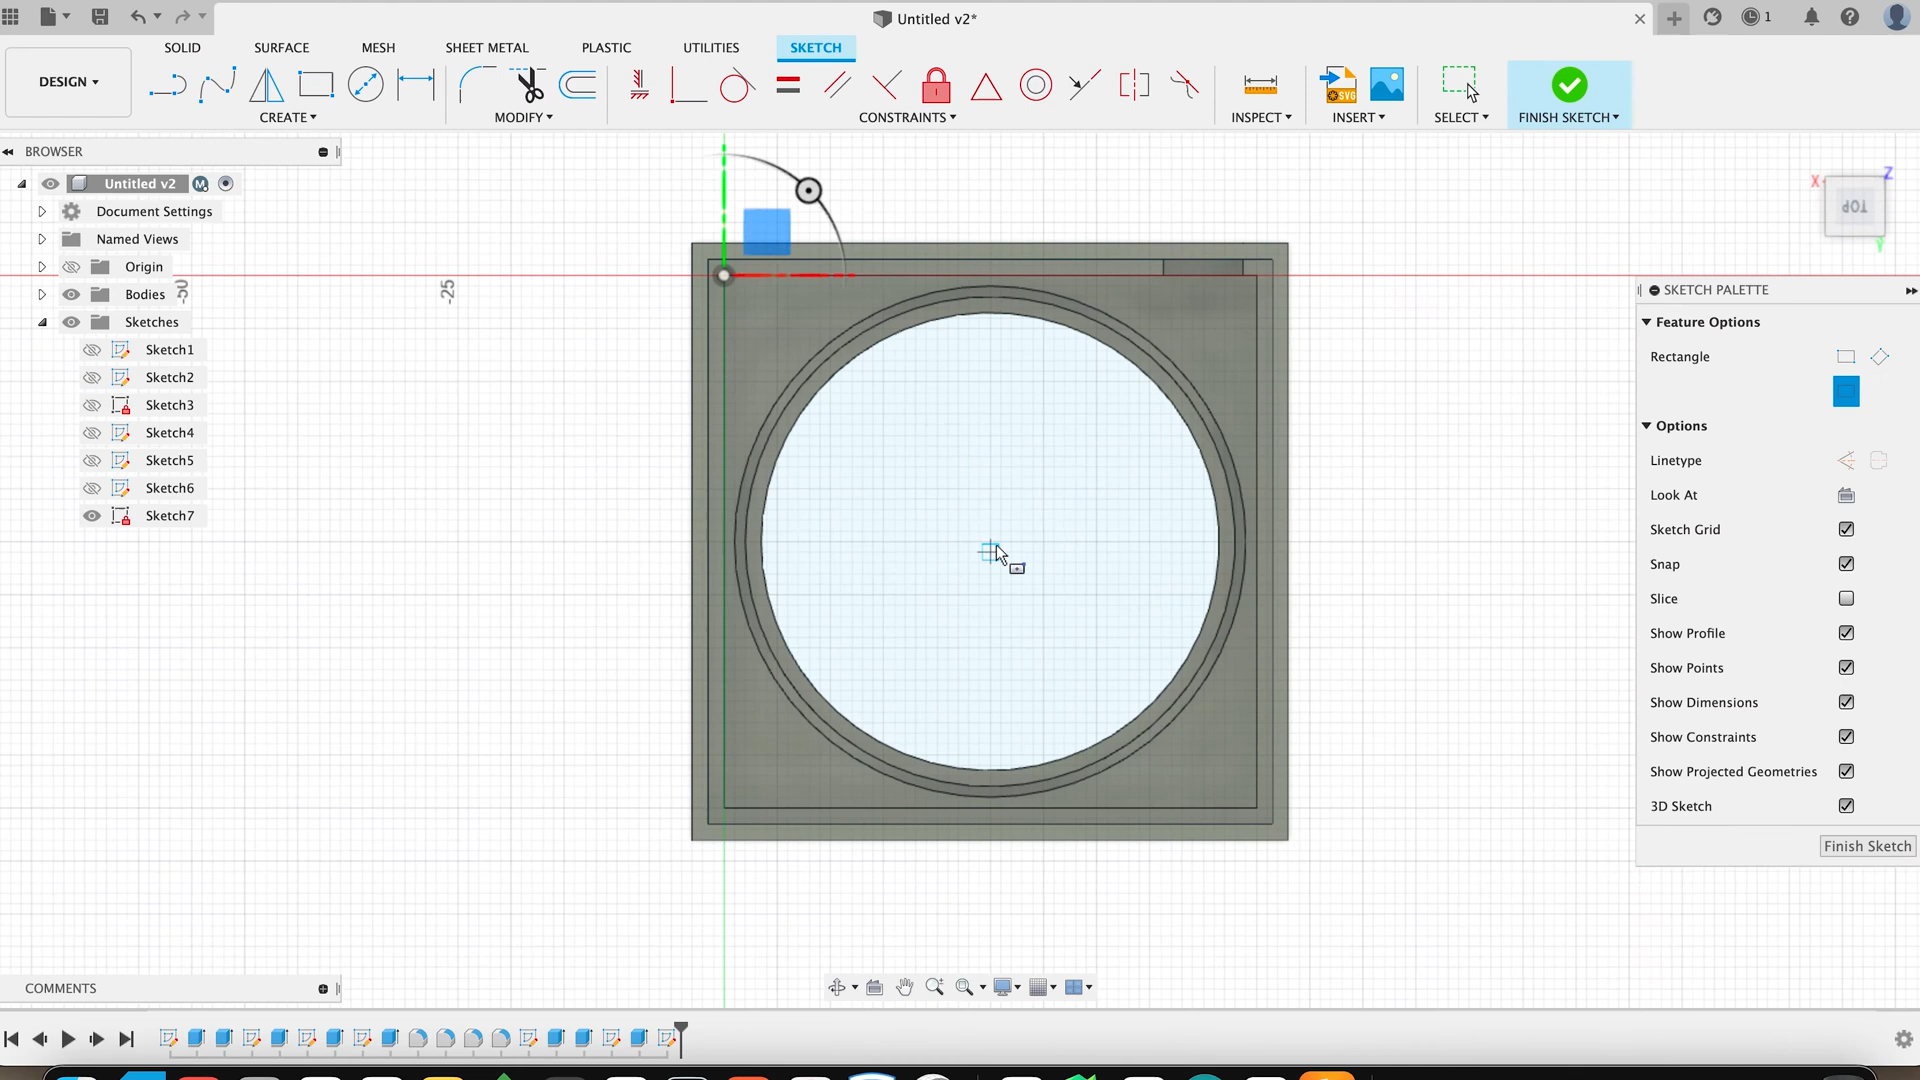 Untitled v2*
1
DESIGN
SOLID
SURFACE
MESH
SHEET METAL
PLASTIC
UTILITIES
SKETCH
CREATE
MODIFY
CONSTRAINTS
INSPECT
INSERT
SVG
SELECT
FINISH SKETCH
BROWSER
Untitled v2
M
Document Settings
Named Views
Origin
Bodies
Sketches
Sketch1
Sketch2
Sketch3
Sketch4
Sketch5
Sketch6
Sketch7
-50
-25
X
Z
TOP
Y
SKETCH PALETTE
Feature Options
Rectangle
Options
Linetype
Look At
Sketch Grid
Snap
Slice
Show Profile
Show Points
Show Dimensions
Show Constraints
Show Projected Geometries
3D Sketch
Finish Sketch
COMMENTS